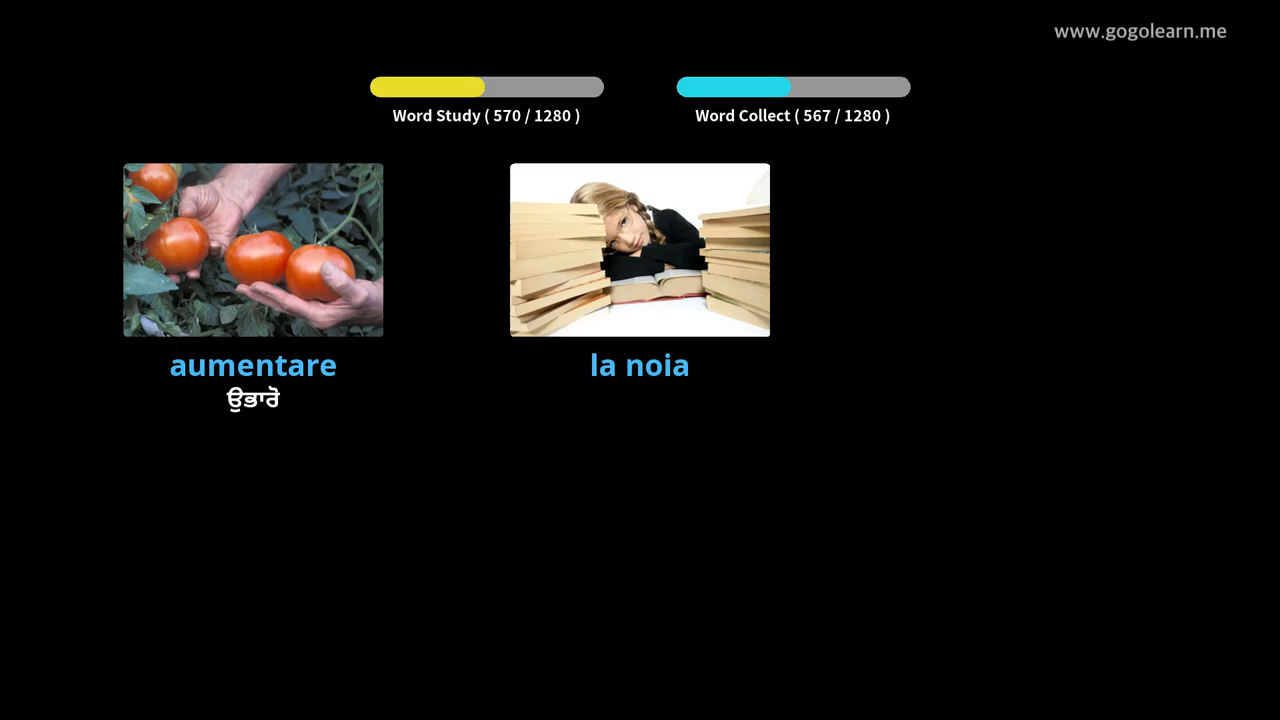 www.gogolearn.me
Word Study ( 570 / 1280 )
Word Collect ( 567 / 1280 )
aumentare
ਉਭਾਰੋ
la noia